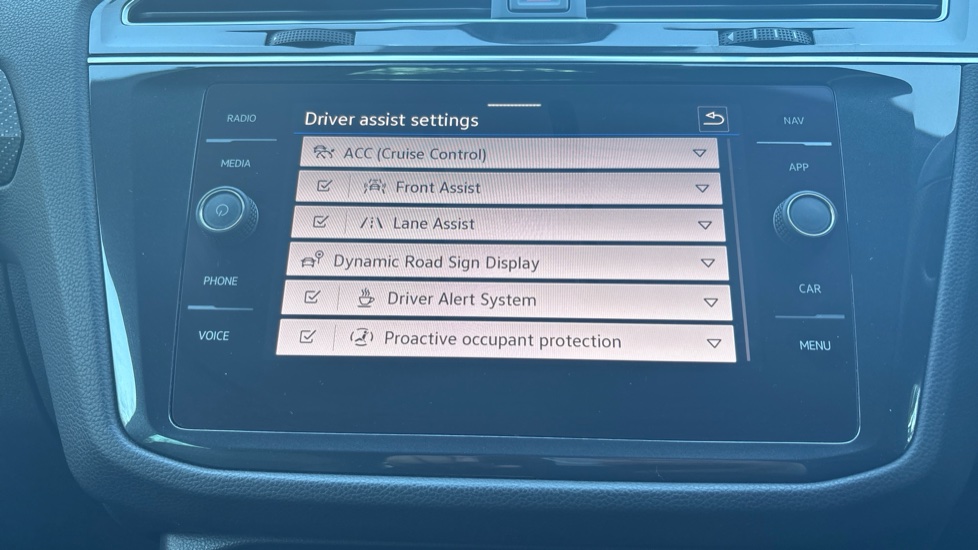 RADIO
MEDIA
PHONE
VOICE
Driver assist settings
ACC (Cruise Control)
Front Assist
Lane Assist
Dynamic Road Sign Display
Driver Alert System
Proactive occupant protection
NAV
APP
CAR
MENU